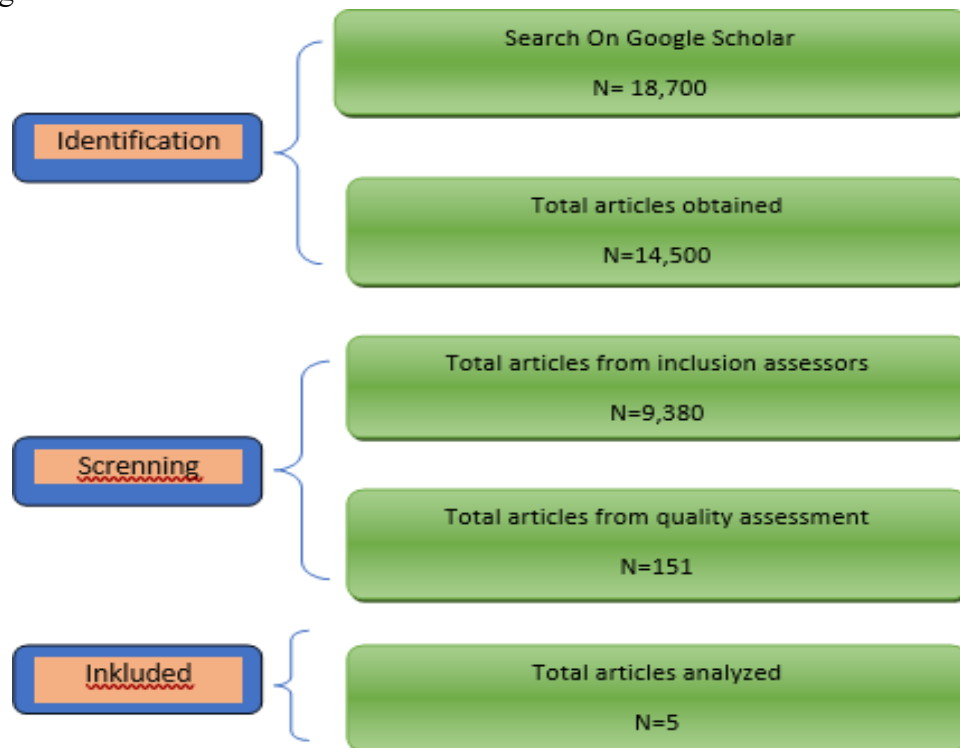 Search On Google Scholar
N= 18,700
Identification
Total articles obtained
N=14,500
Total articles from inclusion assessors
N=9,380
Screnning
Total articles from quality assessment
N=151
Inkluded
Total articles analyzed
N=5